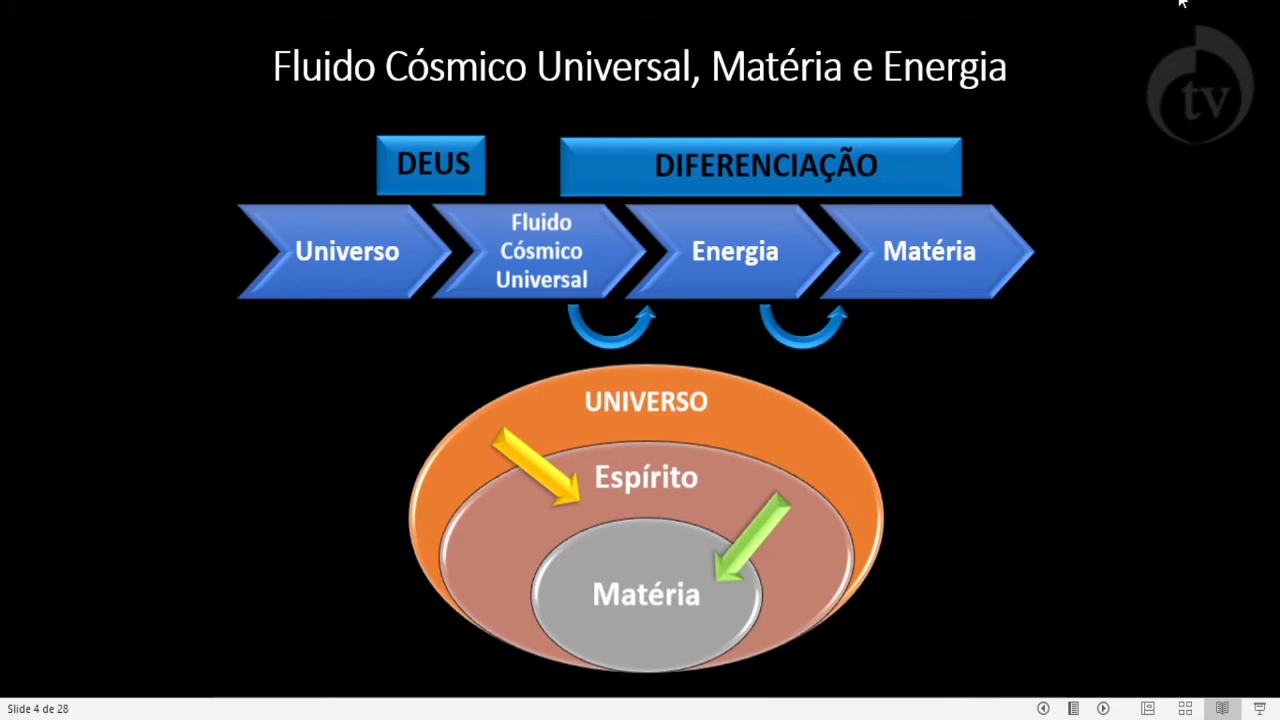 Fluido Cósmico Universal, Matéria e Energia
tv
DEUS
DIFERENCIAÇÃO
Universo
Fluido
Cósmico
Universal
Energia
Matéria
UNIVERSO
Espírito
Matéria
Slide 4 de 28